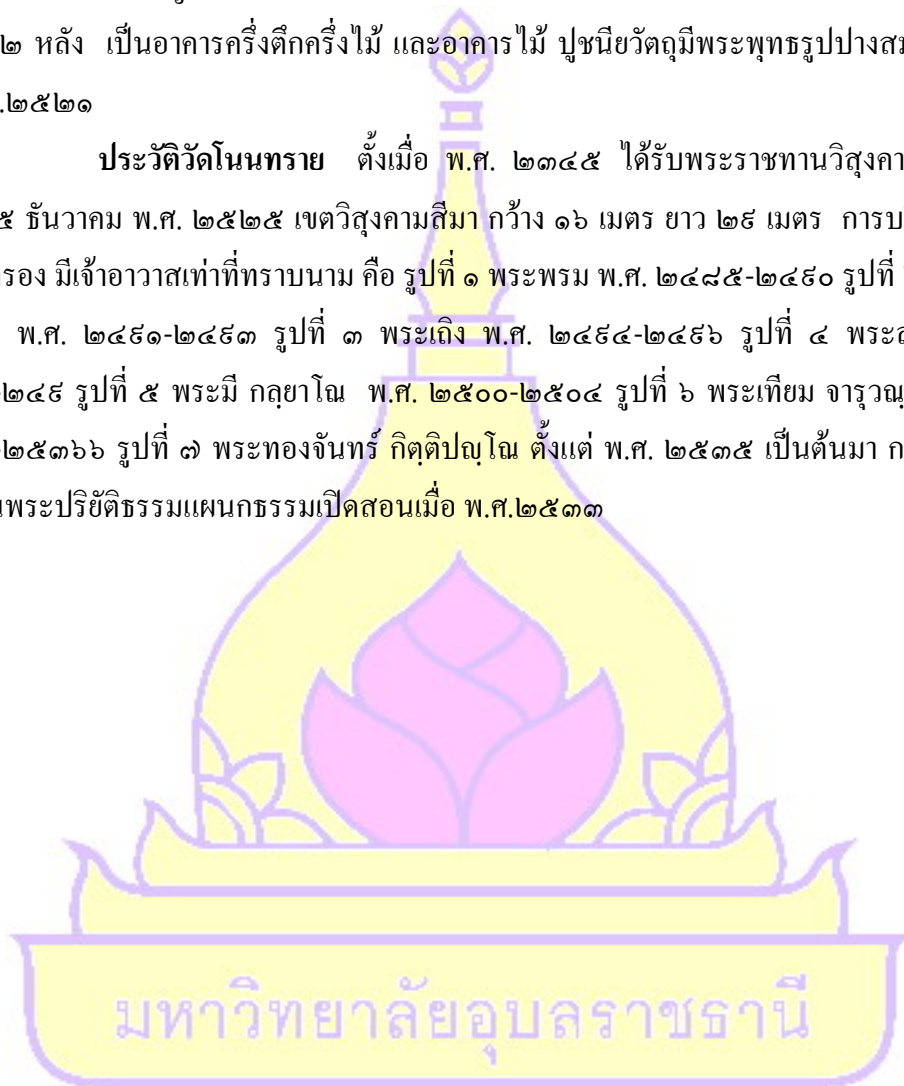 ๒ หลัง เป็นอาคารครึ่งตึกครึ่งไม้ และอาคารไม้ ปูชนียวัตถุมีพระพุทธรูปปางสม
.๒๕๒๑
ประวัติวัดโนนทราย ตั้งเมื่อ พ.ศ. ๒๓๔๕ ได้รับพระราชทานวิสุงคา
๕ ธันวาคม พ.ศ. ๒๕๒๕ เขตวิสุงคามสีมา กว้าง ๑๖ เมตร ยาว ๒๙ เมตร การบ
รอง มีเจ้าอาวาสเท่าที่ทราบนาม คือ รูปที่ ๑ พระพรม พ.ศ. ๒๔๘๕-๒๔๙๐ รูปที่
พ.ศ. ๒๔๙๑-๒๔๙๓ รูปที่ ๓ พระเถิง พ.ศ. ๒๔๙๔-๒๔๙๖ รูปที่ ๔
-๒๔๙ รูปที่ ๕ พระมี กลฺยาโณ พ.ศ. ๒๕๐๐-๒๕๐๔ รูปที่ ๖ พระเทียม จารุวณฺ
-๒๕๓๖๖ รูปที่ ๗ พระทองจันทร์ กิตฺติปญฺโณ ตั้งแต่ พ.ศ. ๒๕๓๕ เป็นต้นมา ก
นพระปริยัติธรรมแผนกธรรมเปิดสอนเมื่อ พ.ศ.๒๕๓๓
มหาวิทยาลัยอุบลราชธานี